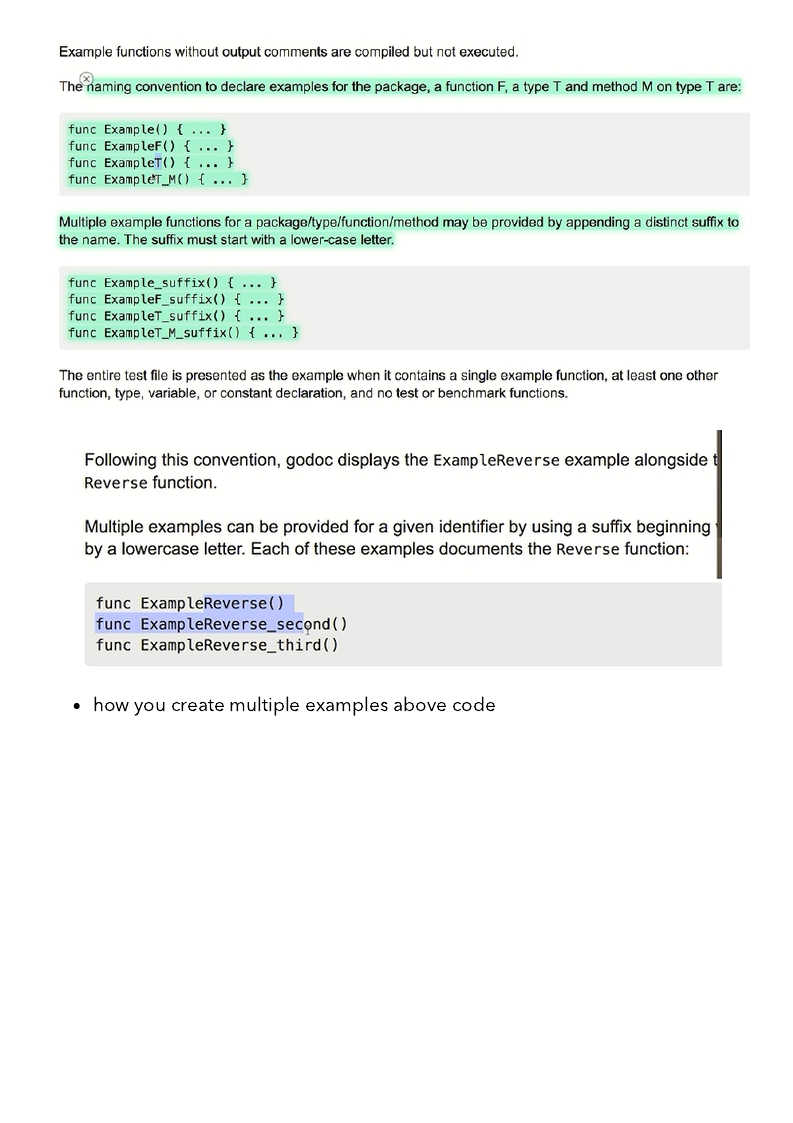 Example functions without output comments are compiled but not executed.
The naming convention to declare examples for the package, a function F, a type T and method M on type T are:
func Example() { ... }
func ExampleF() { ... }
func ExampleT() { ... }
func ExampleT_M() { ... }
Multiple example functions for a package/type/function/method may be provided by appending a distinct suffix to
the name. The suffix must start with a lower-case letter.
func Example_suffix() { ... }
func ExampleF_suffix() { ... }
func ExampleT_suffix() { ... }
func ExampleT_M_suffix() { ... }
The entire test file is presented as the example when it contains a single example function, at least one other
function, type, variable, or constant declaration, and no test or benchmark functions.
Following this convention, godoc displays the ExampleReverse example alongside t
Reverse function.
Multiple examples can be provided for a given identifier by using a suffix beginning
by a lowercase letter. Each of these examples documents the Reverse function:
func ExampleReverse()
func ExampleReverse_second()
func ExampleReverse_third()
• how you create multiple examples above code